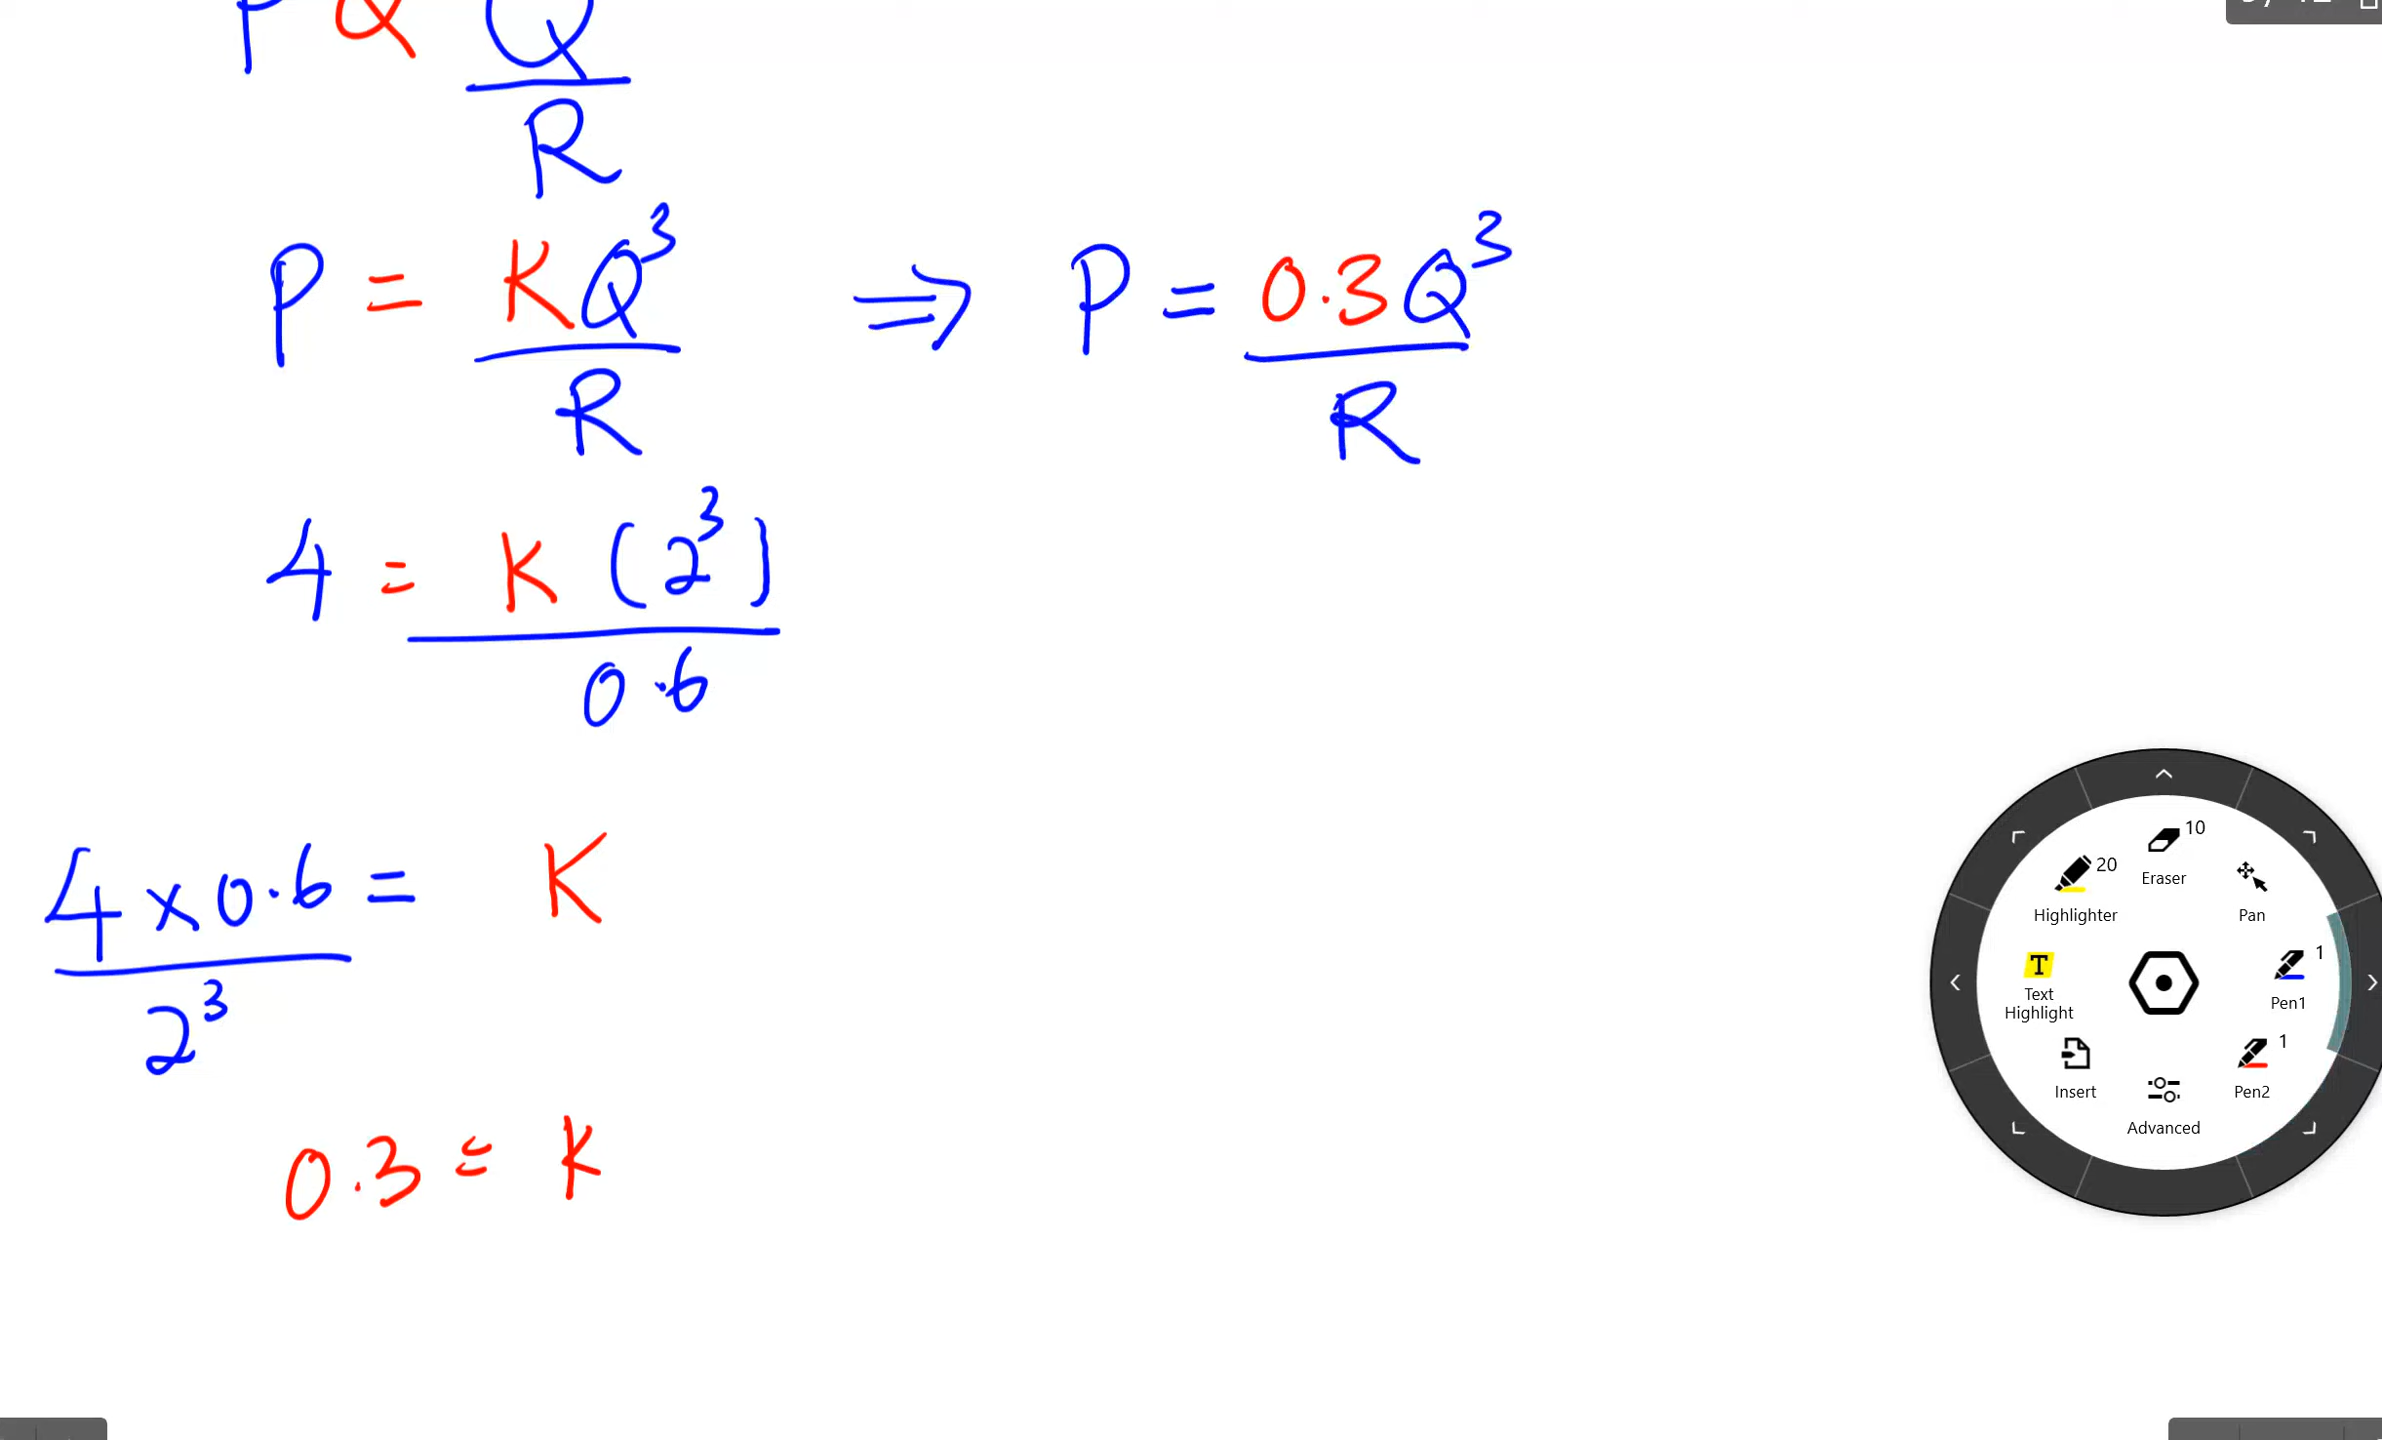 P α Q
R
P = KQ³ ⇒ P = 0.3Q³
R R
4 = K (2³)
0.6
4 × 0.6 = K
2³
0.3 = K
10
Eraser
20
Highlighter
Pan
T
Text
Highlight
1
Pen1
Insert
1
Pen2
Advanced